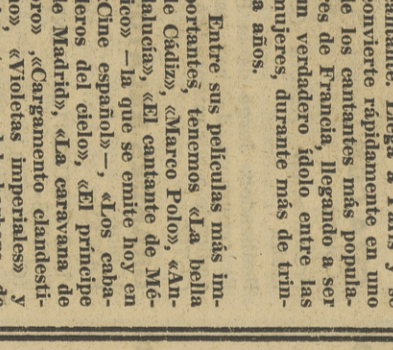 cantante. Llega a París y se
convierte rápidamente en uno
de los cantantes más popula-
res de Francia, llegando a ser
un verdadero ídolo entre las
mujeres, durante más de trin-
ta años.
Entre sus películas más im-
portantes, tenemos «La bella
de Cádiz», «Marco Polo», «An-
dalucía», «El cantante de Mé-
jico» —la que se emite hoy en
«Cine español»—, «Los caba-
lleros del cielo», «El príncipe
de Madrid», «La caravana de
oro» ,«Cargamento clandesti-
no», «Violetas imperiales» y